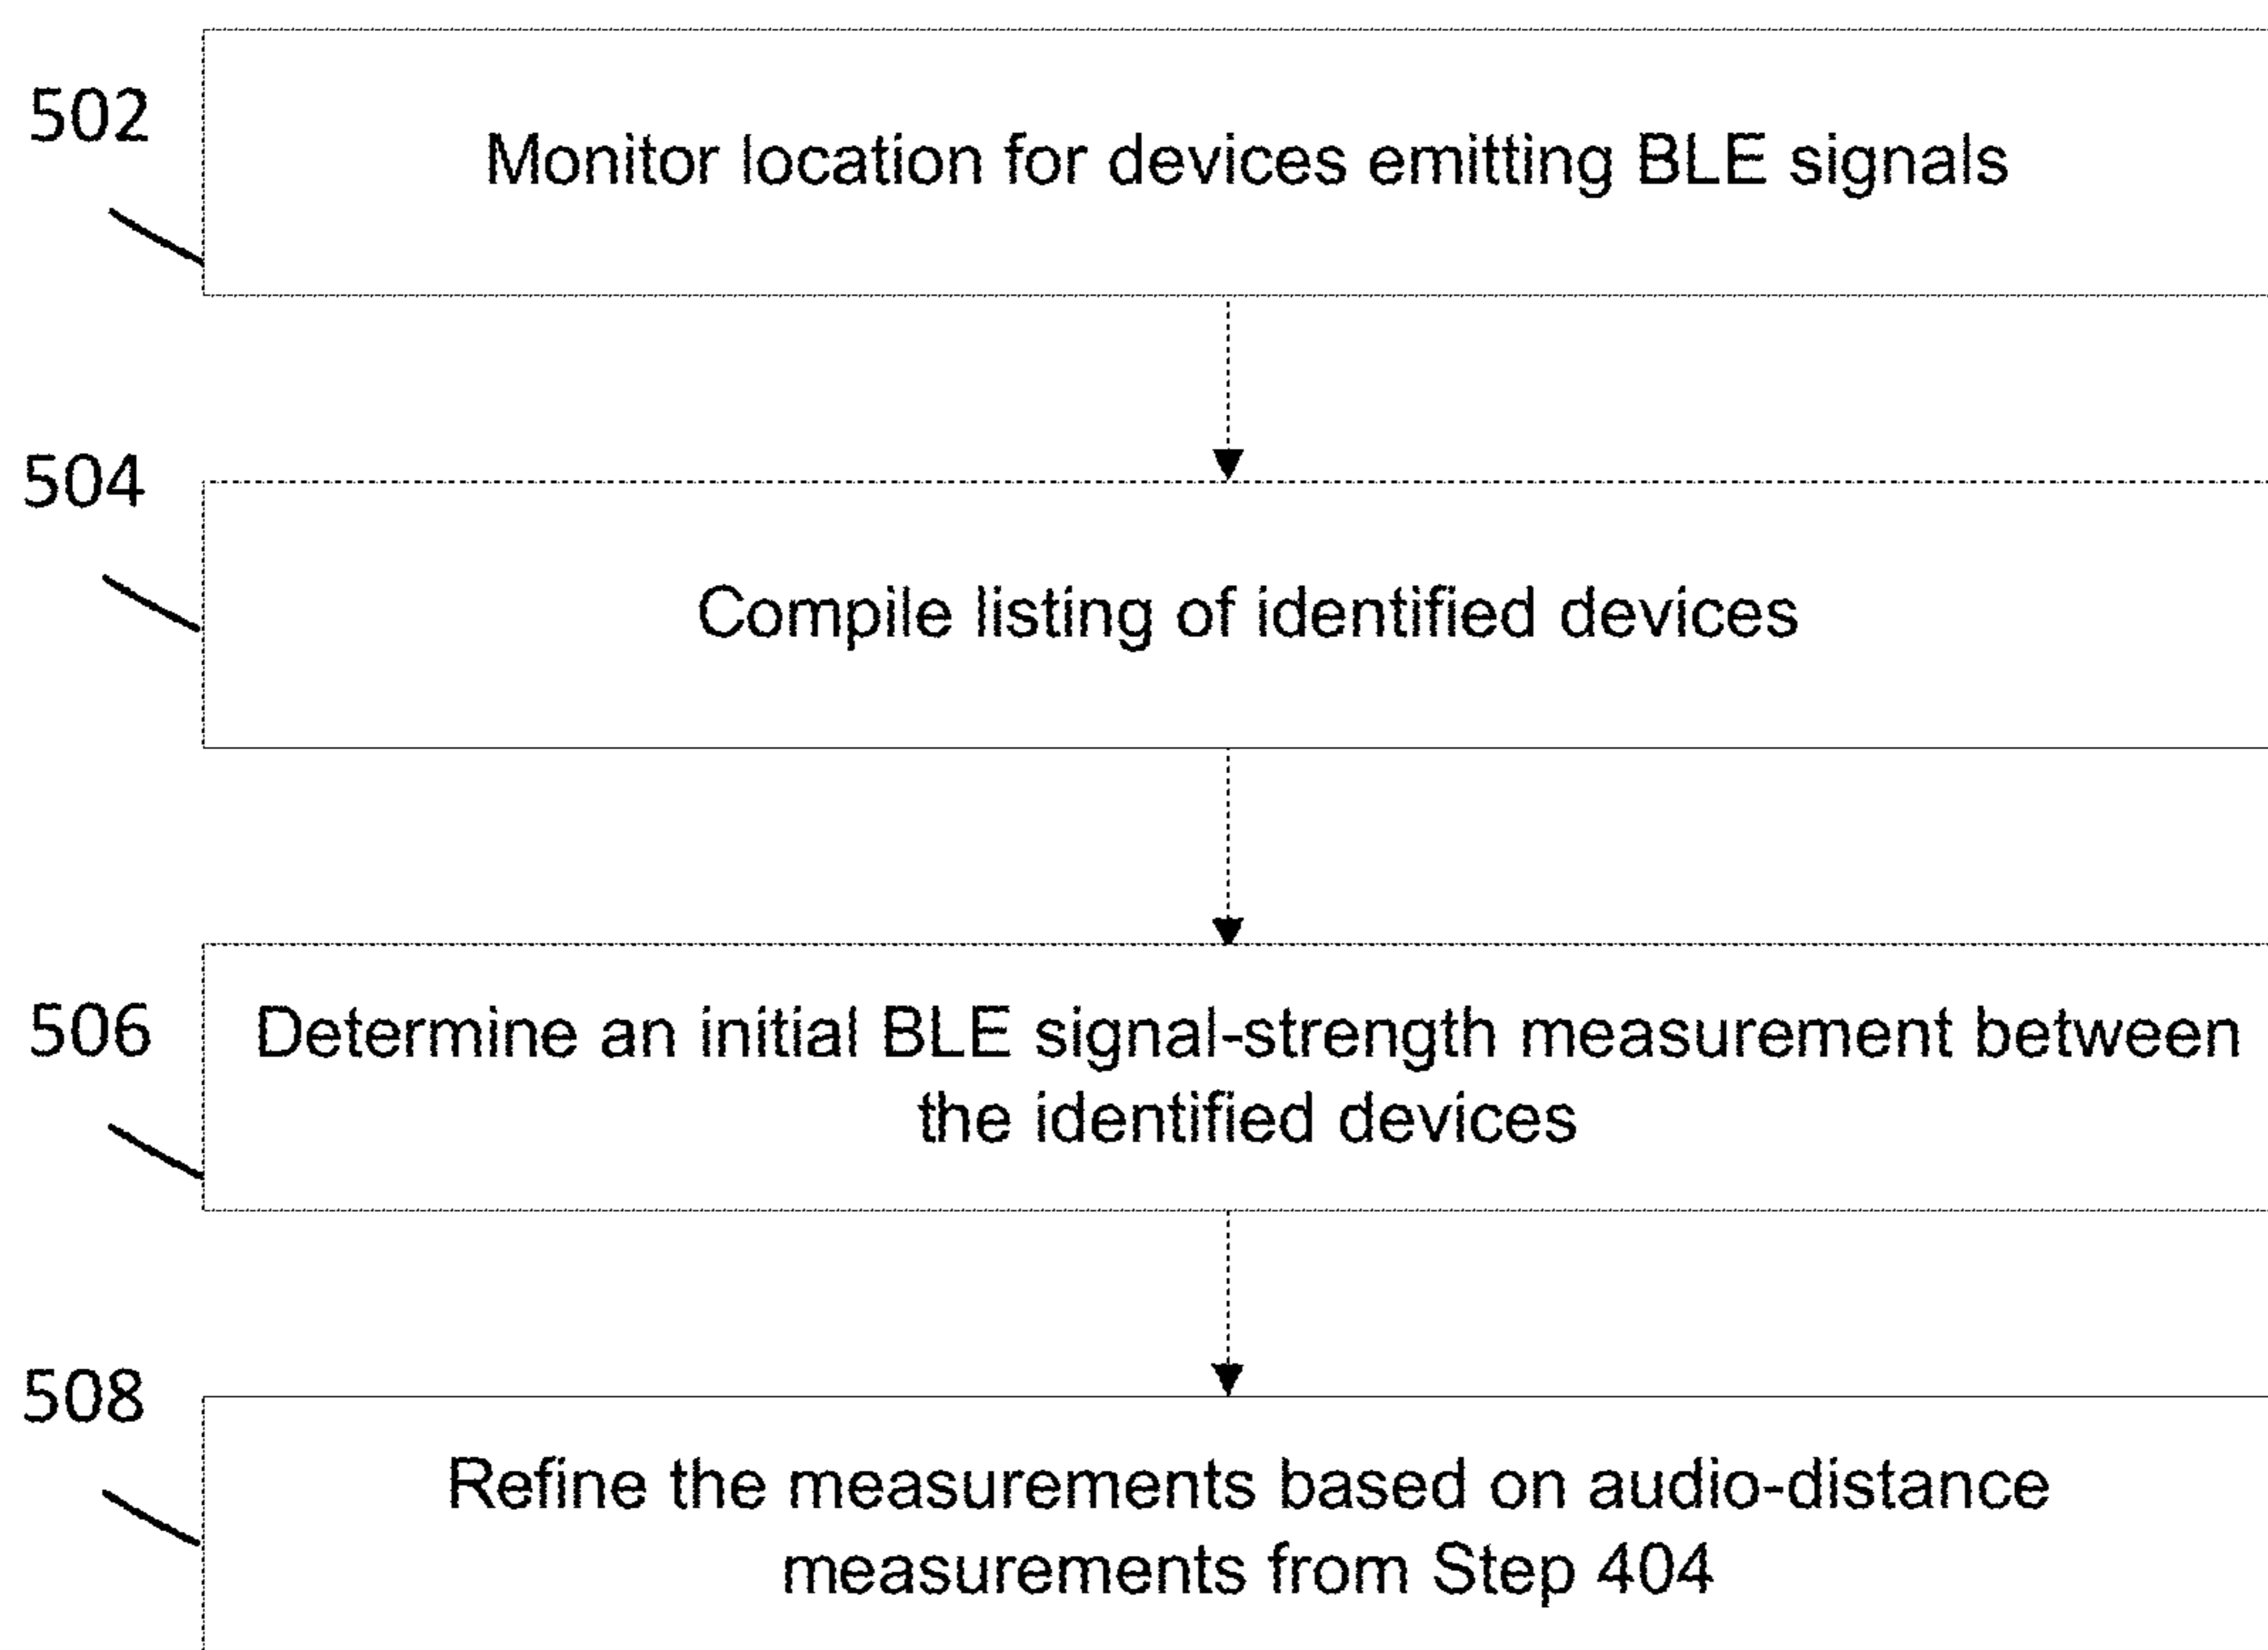 502
Monitor location for devices emitting BLE signals
504
Compile listing of identified devices
506
Determine an initial BLE signal-strength measurement between
the identified devices
508
Refine the measurements based on audio-distance
measurements from Step 404